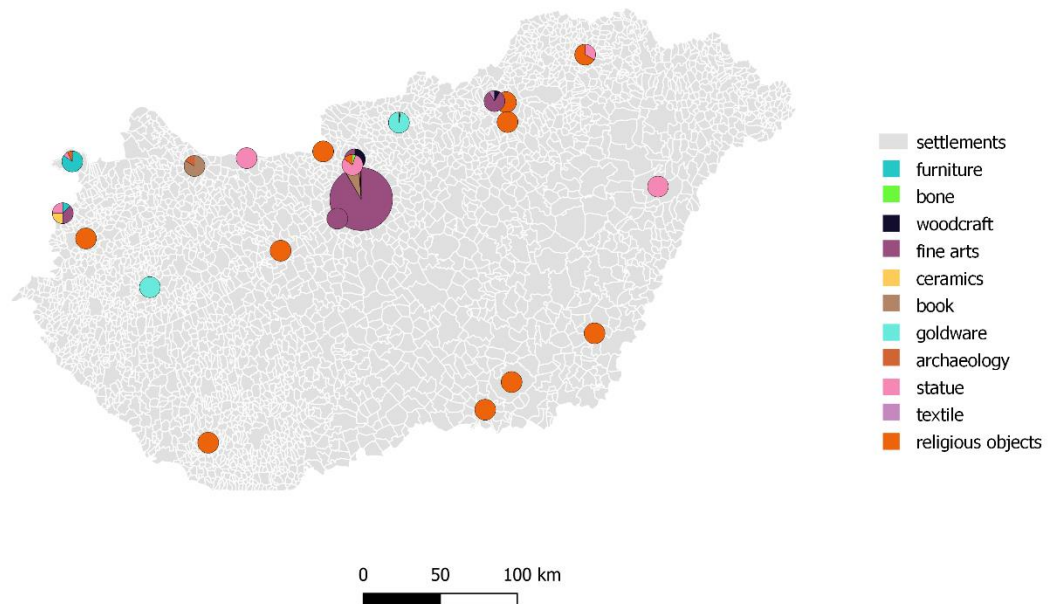 settlements
furniture
bone
woodcraft
fine arts
ceramics
book
goldware
archaeology
statue
textile
religious objects
0 50 100 km